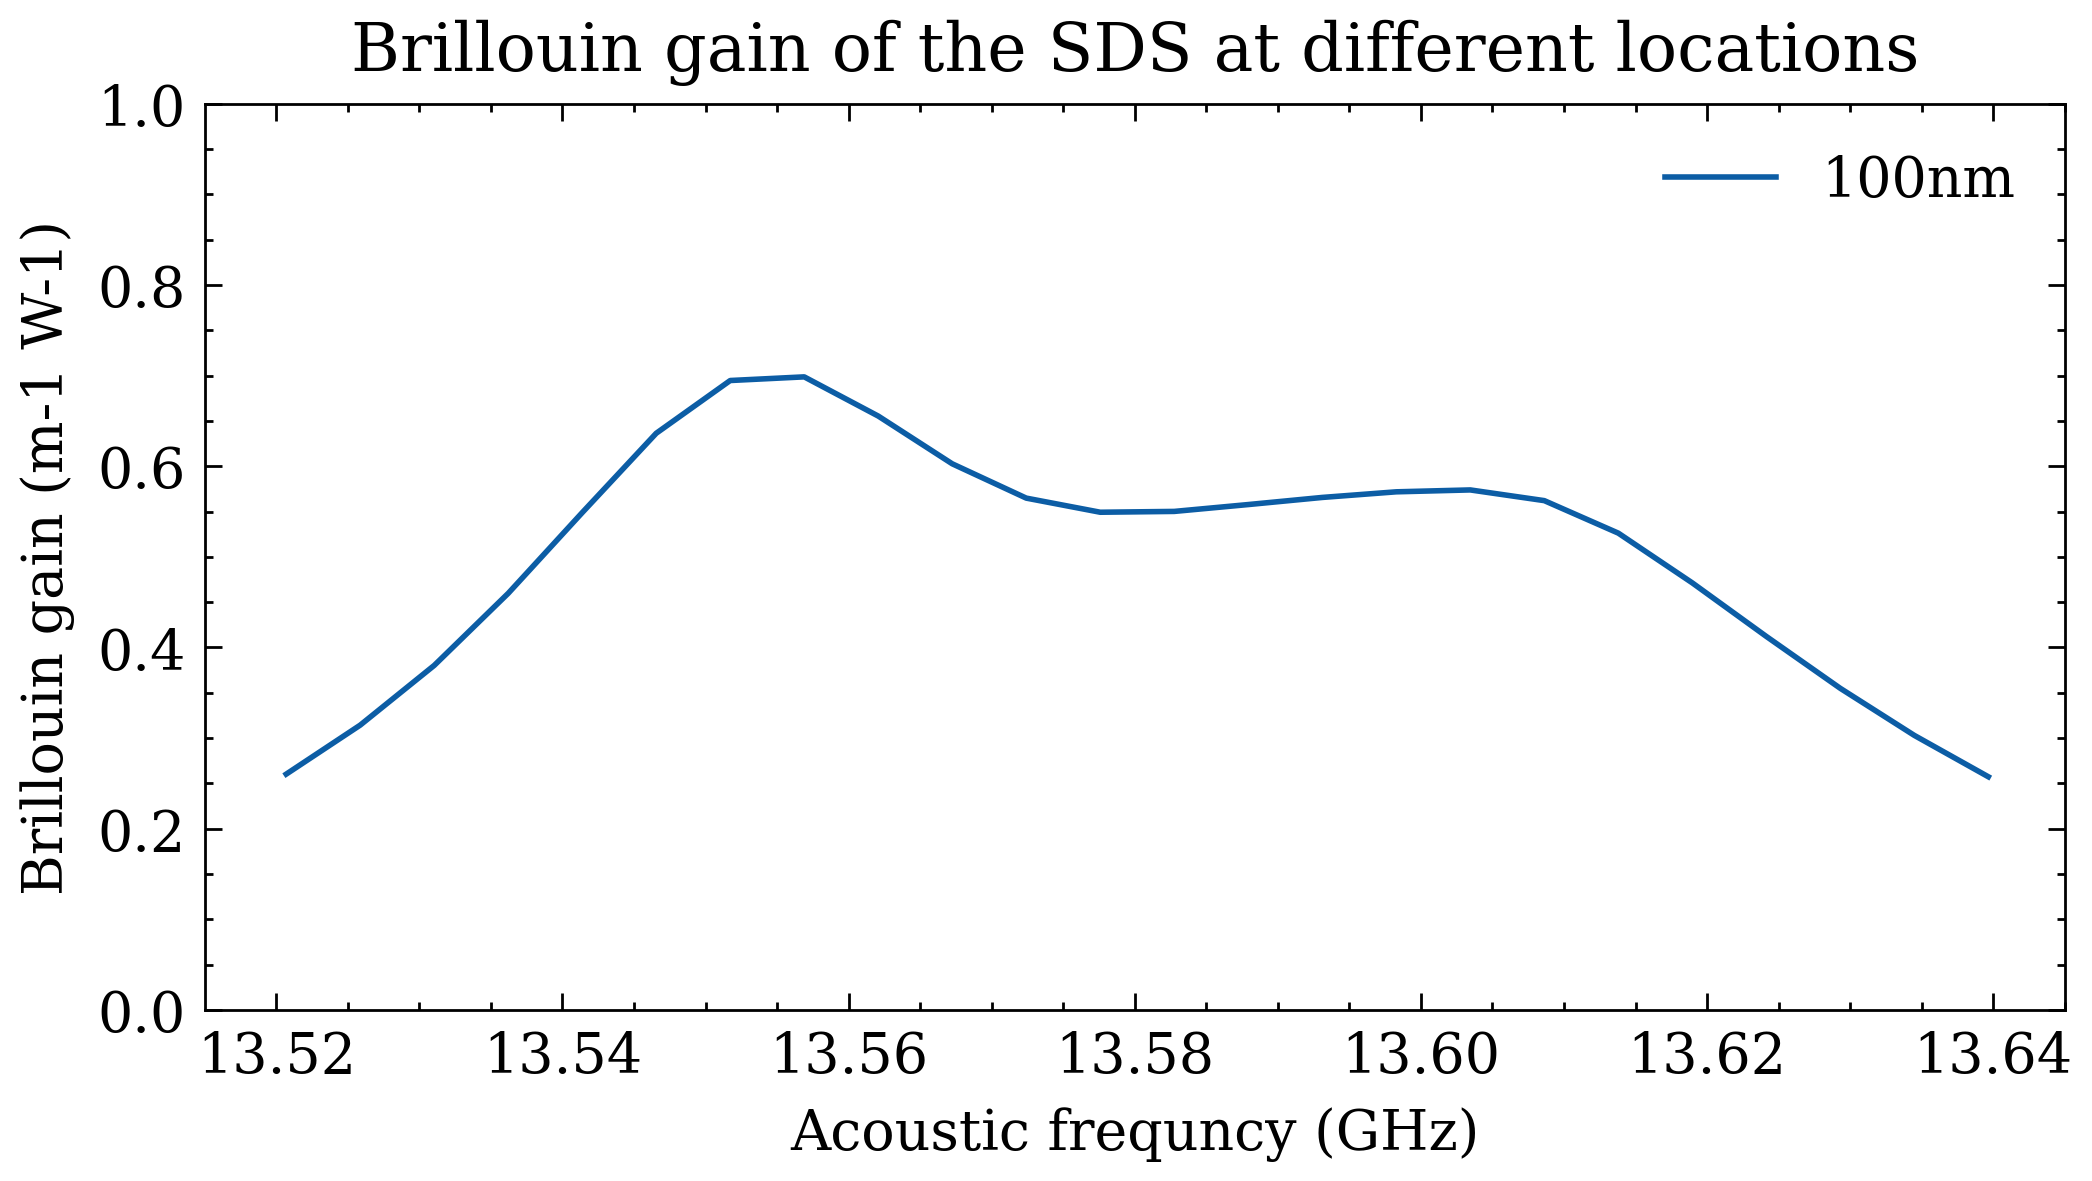 Brillouin gain of the SDS at different locations
100nm
Brillouin gain (m-1 W-1)
1.0
0.8
0.6
0.4
0.2
0.0
13.52 13.54 13.56 13.58 13.60 13.62 13.64
Acoustic frequncy (GHz)